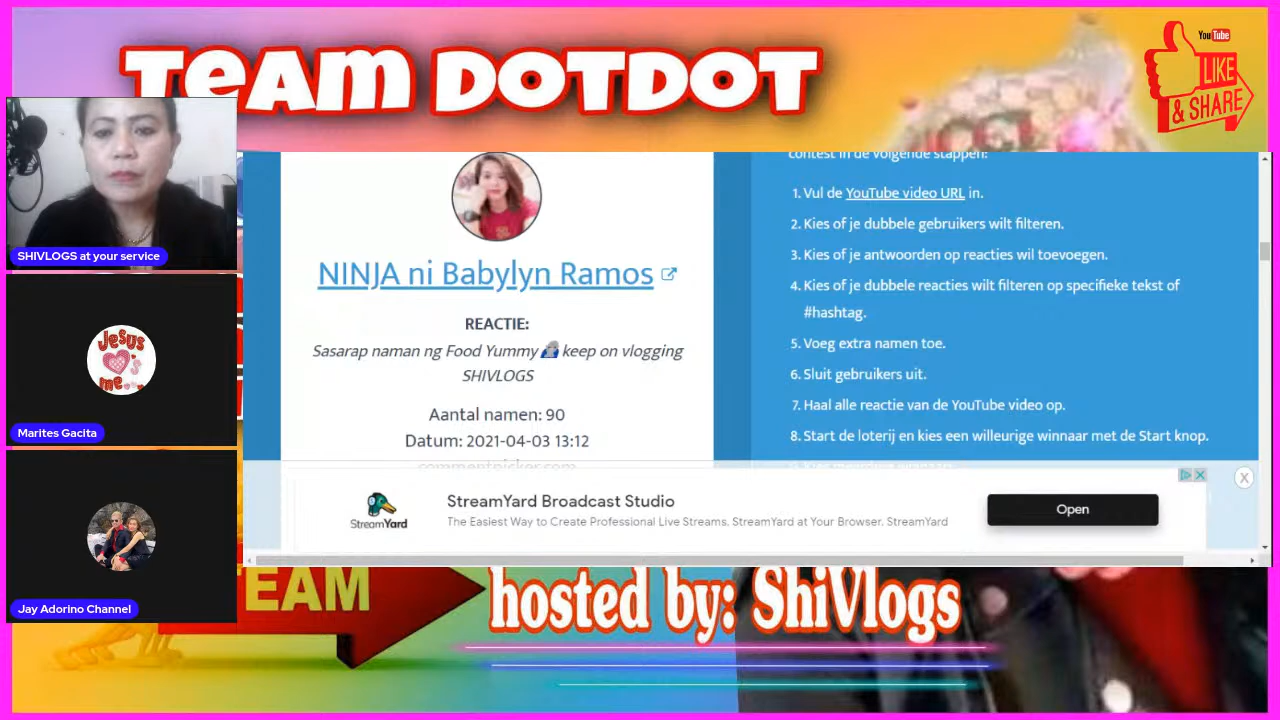 TEAM DOTDOT
YouTube
LIKE
& SHARE
SHIVLOGS at your service
Jesus
me
Marites Gacita
Jay Adorino Channel
NINJA ni Babylyn Ramos
REACTIE:
Sasarap naman ng Food Yummy keep on vlogging
SHIVLOGS
Aantal namen: 90
Datum: 2021-04-03 13:12
commentpicker.com
contest in de volgende stappen:
1. Vul de YouTube video URL in.
2. Kies of je dubbele gebruikers wilt filteren.
3. Kies of je antwoorden op reacties wil toevoegen.
4. Kies of je dubbele reacties wilt filteren op specifieke tekst of
#hashtag.
5. Voeg extra namen toe.
6. Sluit gebruikers uit.
7. Haal alle reactie van de YouTube video op.
8. Start de loterij en kies een willeurige winnaar met de Start knop.
StreamYard
StreamYard Broadcast Studio
The Easiest Way to Create Professional Live Streams. StreamYard at Your Browser. StreamYard
Open
X
TEAM
hosted by: ShiVlogs